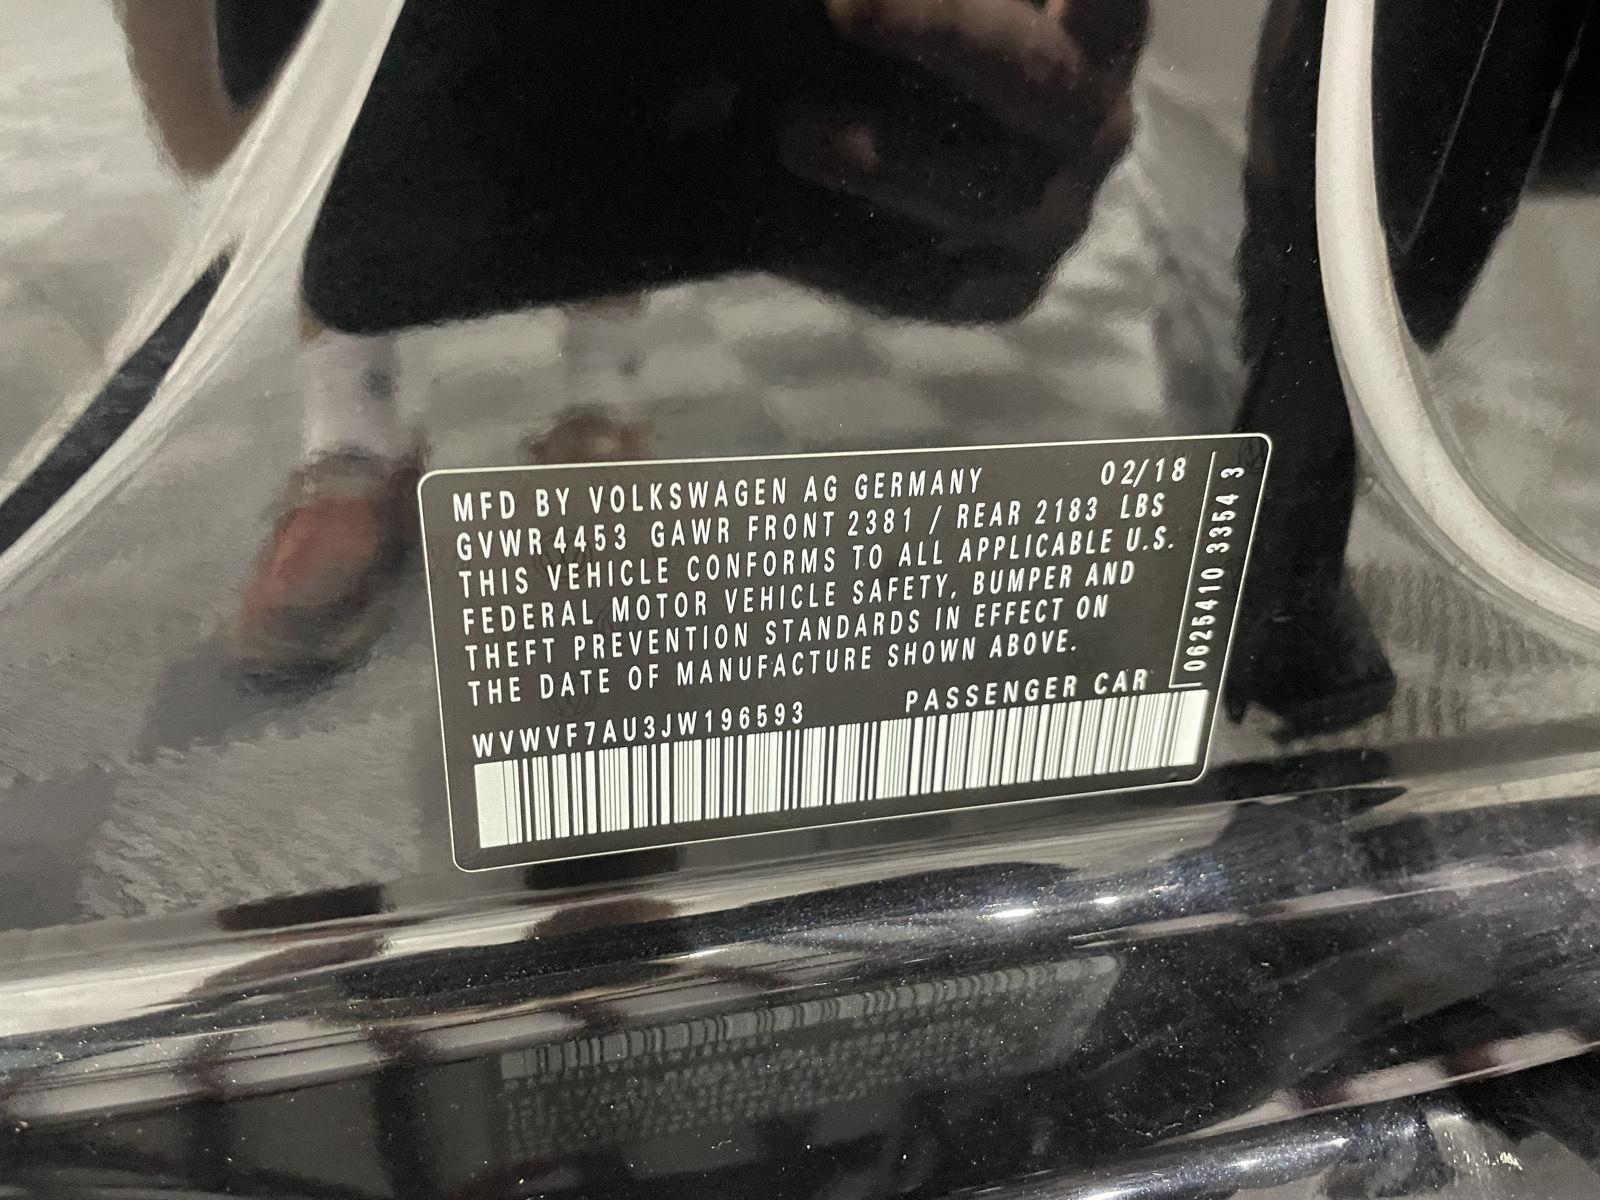 MFD BY VOLKSWAGEN AG GERMANY 02/18
GVWR 4453 GAWR FRONT 2381 / REAR 2183 LBS
THIS VEHICLE CONFORMS TO ALL APPLICABLE U.S.
FEDERAL MOTOR VEHICLE SAFETY, BUMPER AND
THEFT PREVENTION STANDARDS IN EFFECT ON
THE DATE OF MANUFACTURE SHOWN ABOVE.
WVWVF7AU3JW196593 PASSENGER CAR
0625410 3354 3